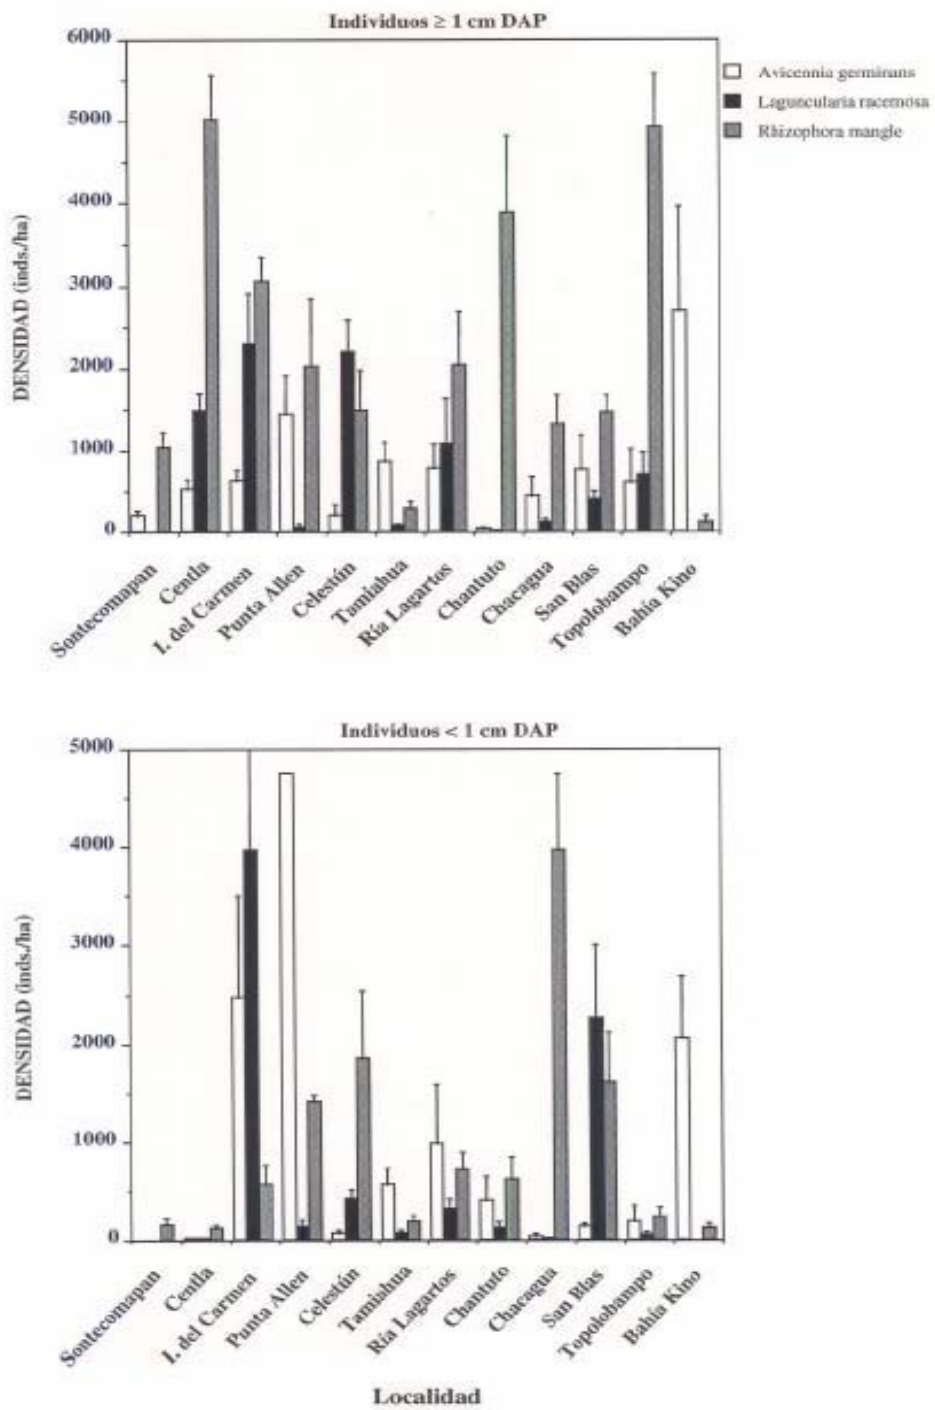 Individuos ≥ 1 cm DAP
6000
5000
4000
3000
2000
1000
0
DENSIDAD (inds./ha)
Avicennia germinans
Laguncularia racemosa
Rhizophora mangle
Sontecomapan
Centla
I. del Carmen
Punta Allen
Celestún
Tamiahua
Ría Lagartos
Chantuto
Chacagua
San Blas
Topolobampo
Bahía Kino
Individuos < 1 cm DAP
5000
4000
3000
2000
1000
0
DENSIDAD (inds./ha)
Sontecomapan
Centla
I. del Carmen
Punta Allen
Celestún
Tamiahua
Ría Lagartos
Chantuto
Chacagua
San Blas
Topolobampo
Bahía Kino
Localidad